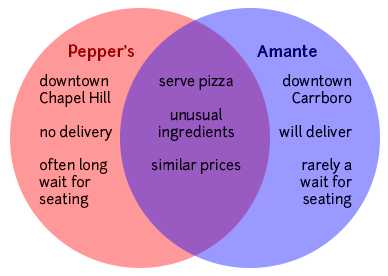 Pepper's
downtown
Chapel Hill
no delivery
often long
wait for
seating
serve pizza
unusual
ingredients
similar prices
Amante
downtown
Carrboro
will deliver
rarely a
wait for
seating